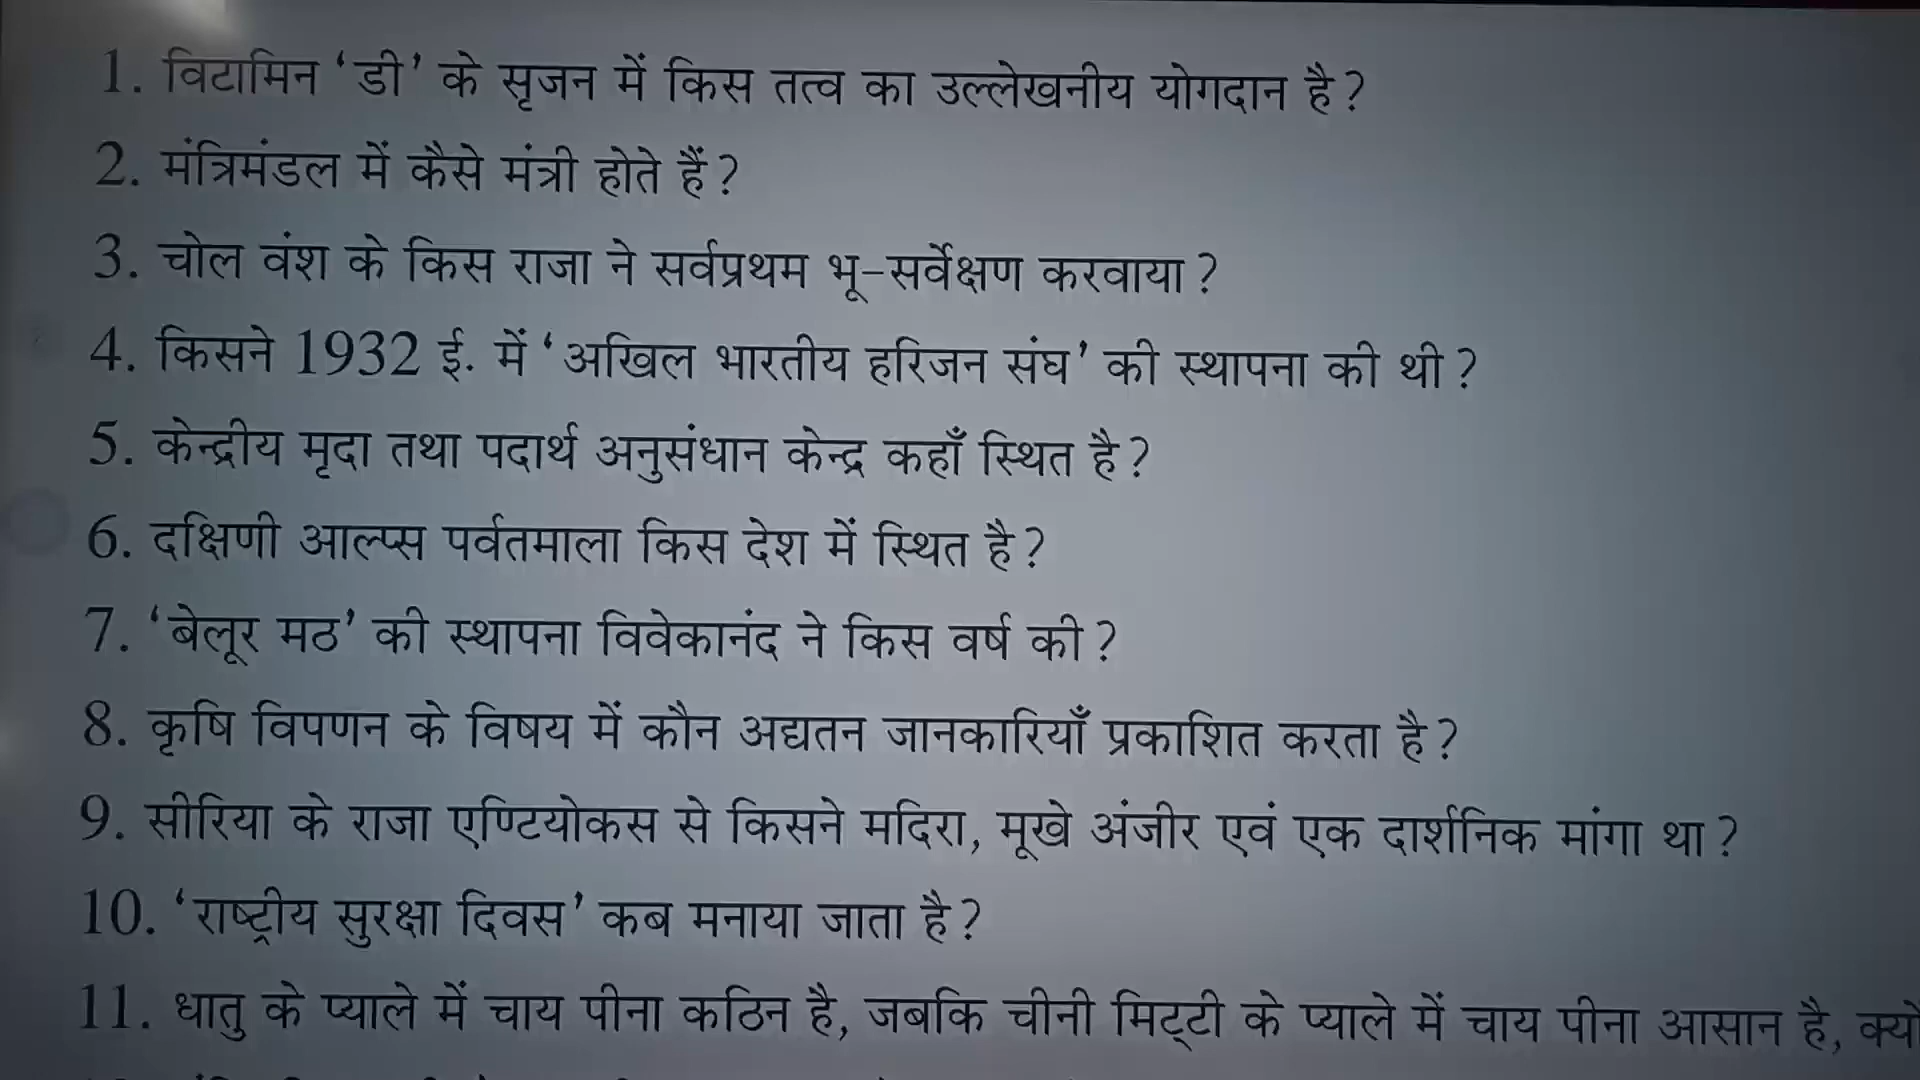 1. विटामिन ‘डी’ के सृजन में किस तत्व का उल्लेखनीय योगदान है?
2. मंत्रिमंडल में कैसे मंत्री होते हैं?
3. चोल वंश के किस राजा ने सर्वप्रथम भू-सर्वेक्षण करवाया?
4. किसने 1932 ई. में ‘अखिल भारतीय हरिजन संघ’ की स्थापना की थी?
5. केन्द्रीय मृदा तथा पदार्थ अनुसंधान केन्द्र कहाँ स्थित है?
6. दक्षिणी आल्प्स पर्वतमाला किस देश में स्थित है?
7. ‘बेलूर मठ’ की स्थापना विवेकानंद ने किस वर्ष की?
8. कृषि विपणन के विषय में कौन अद्यतन जानकारियाँ प्रकाशित करता है?
9. सीरिया के राजा एण्टियोकस से किसने मदिरा, मूखे अंजीर एवं एक दार्शनिक मांगा था?
10. ‘राष्ट्रीय सुरक्षा दिवस’ कब मनाया जाता है?
11. धातु के प्याले में चाय पीना कठिन है, जबकि चीनी मिट्टी के प्याले में चाय पीना आसान है,